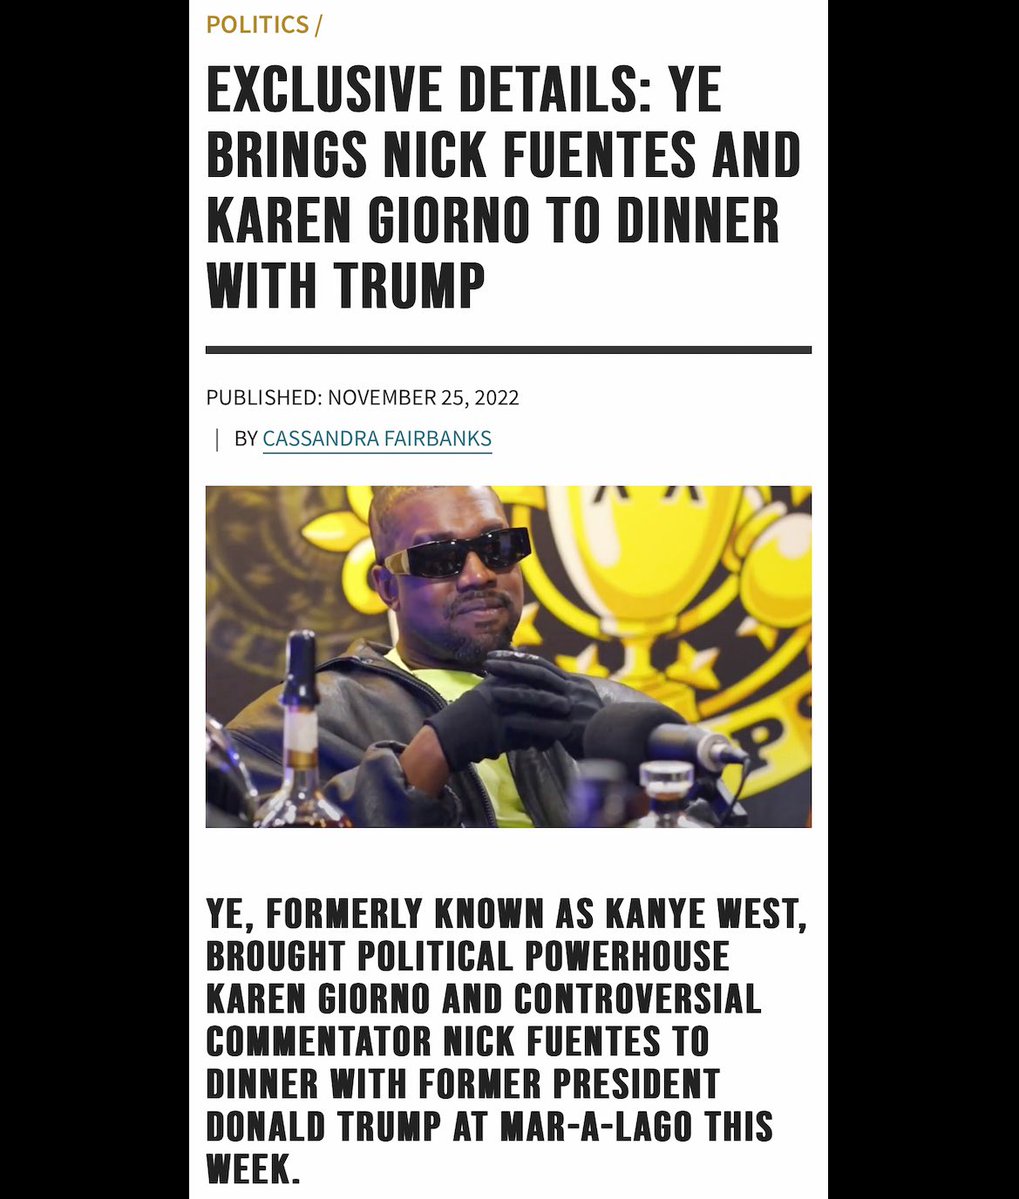 POLITICS /
EXCLUSIVE DETAILS: YE
BRINGS NICK FUENTES AND
KAREN GIORNO TO DINNER
WITH TRUMP
PUBLISHED: NOVEMBER 25, 2022
| BY CASSANDRA FAIRBANKS
P
YE, FORMERLY KNOWN AS KANYE WEST,
BROUGHT POLITICAL POWERHOUSE
KAREN GIORNO AND CONTROVERSIAL
COMMENTATOR NICK FUENTES TO
DINNER WITH FORMER PRESIDENT
DONALD TRUMP AT MAR-A-LAGO THIS
WEEK.